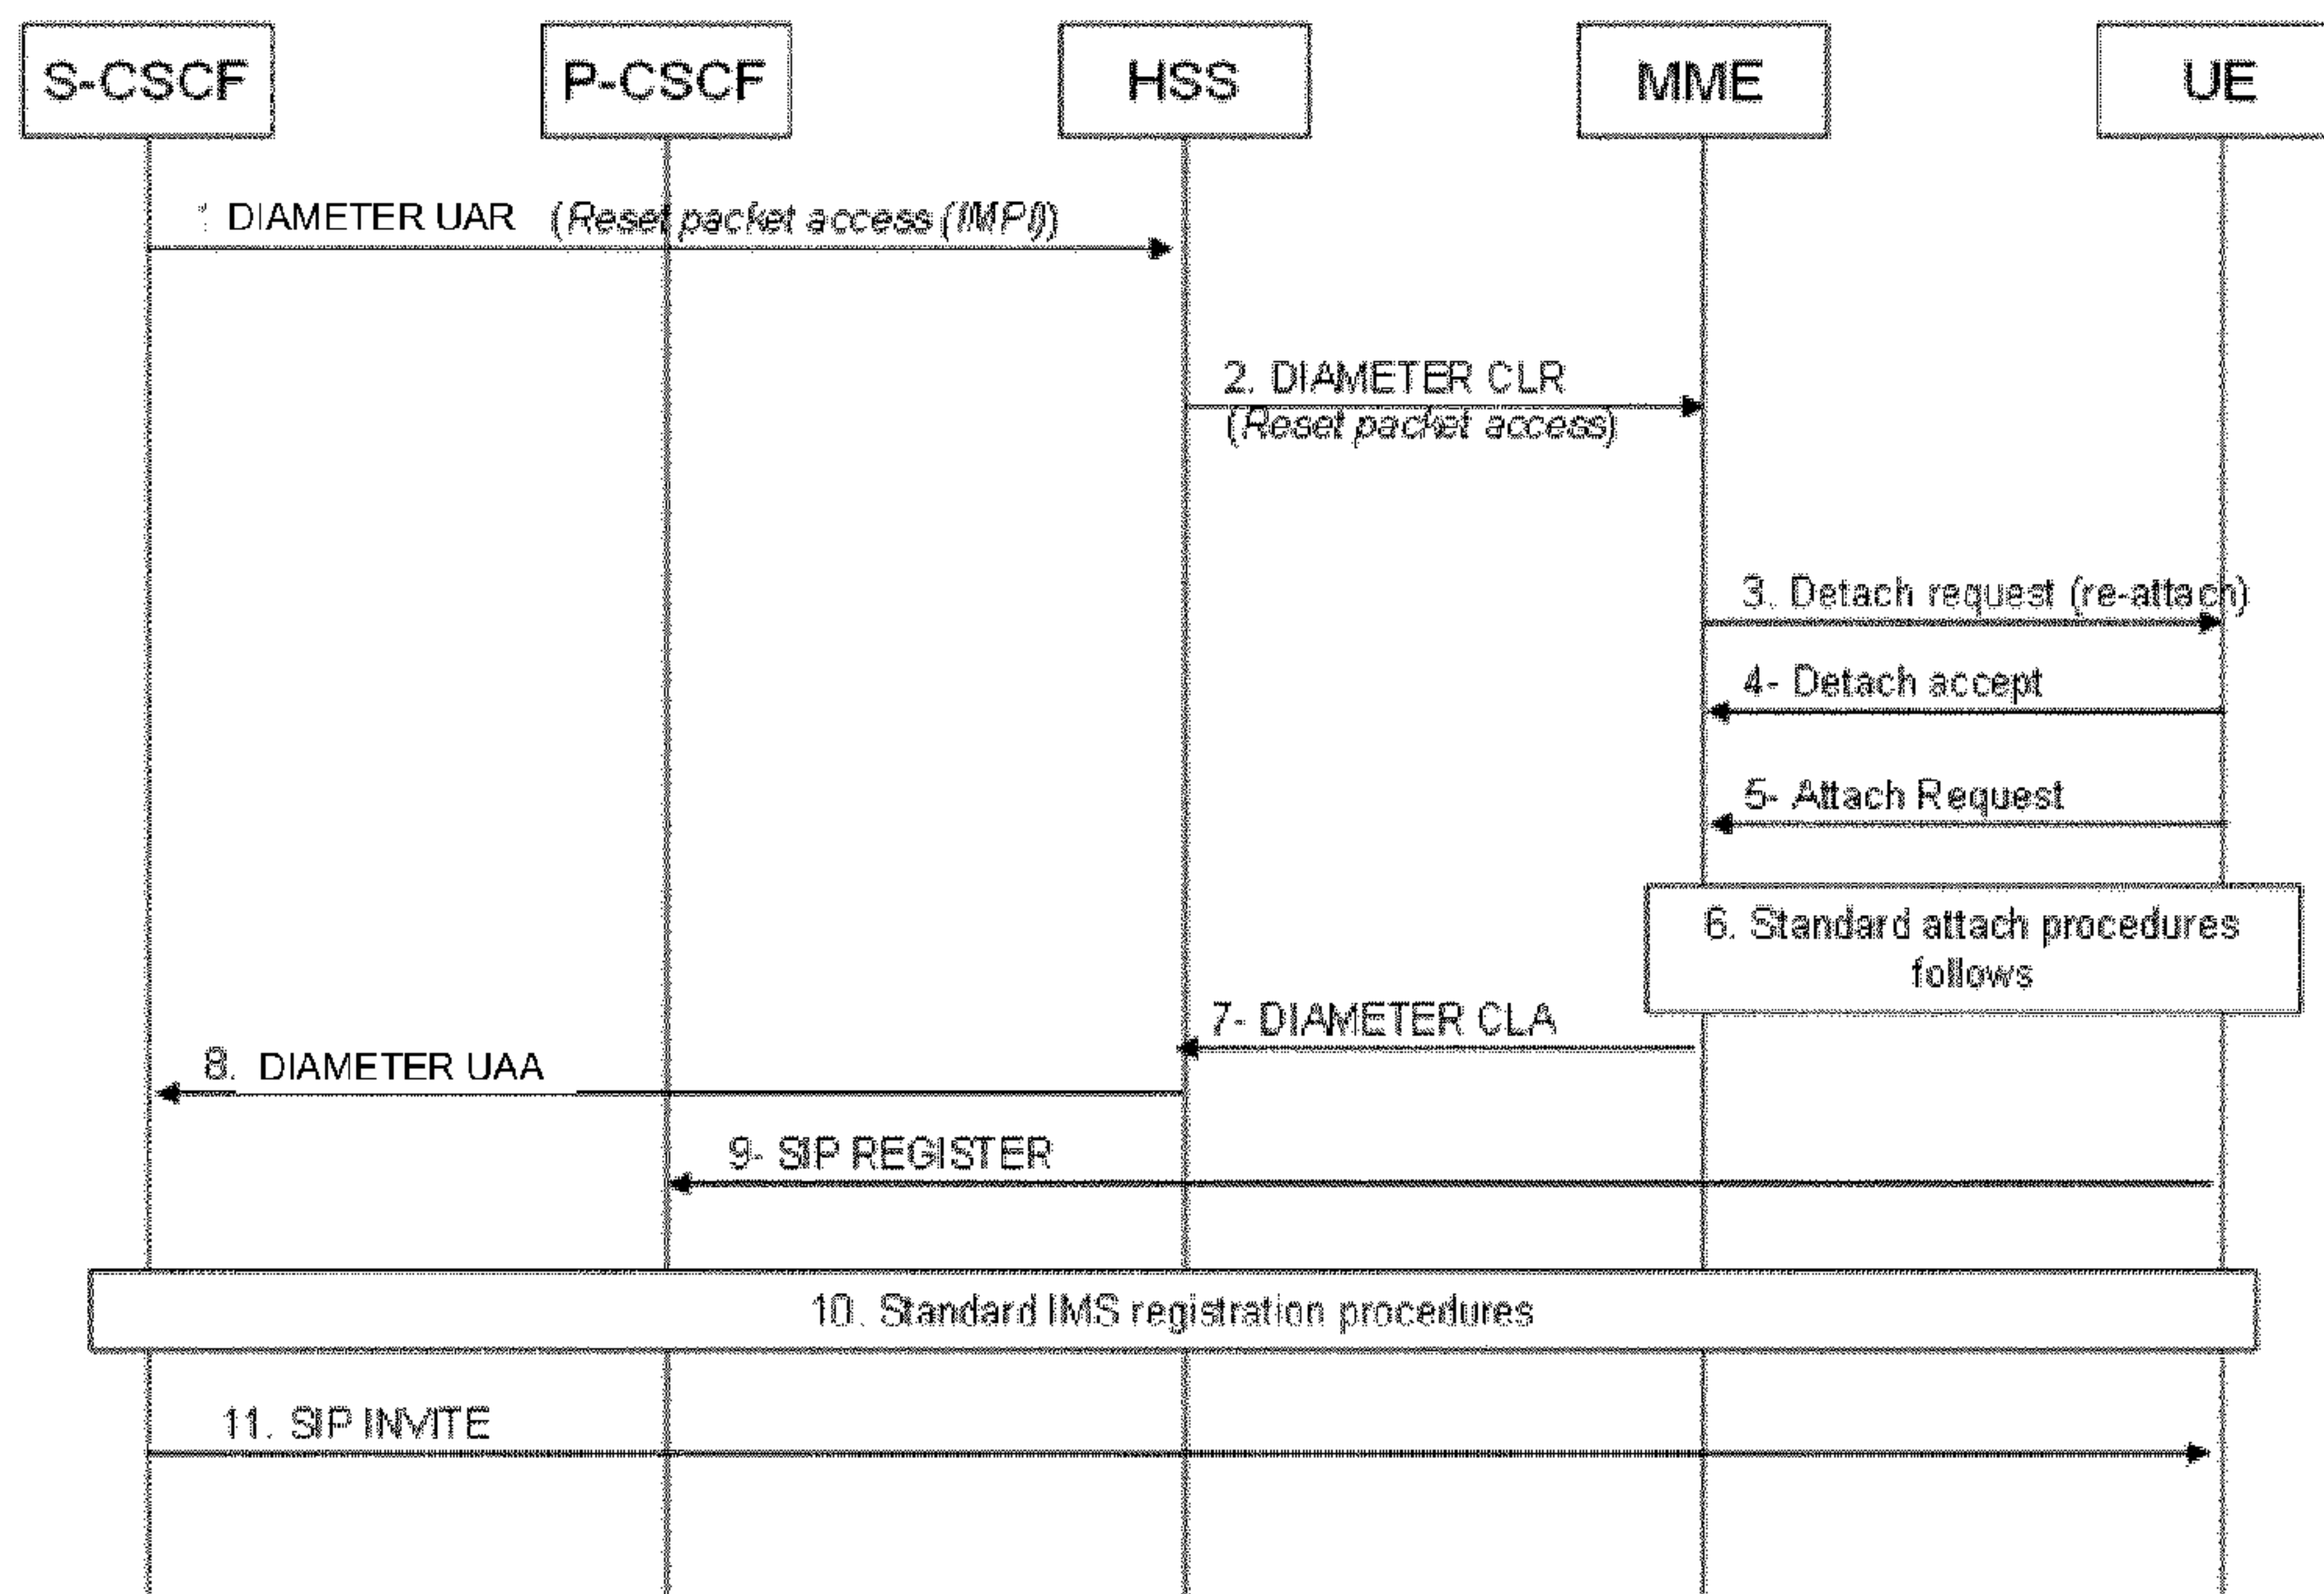 S-CSCF
P-CSCF
HSS
MME
UE
DIAMETER UAR (Reset packet access (IMPI))
2. DIAMETER CLR
(Reset packet access)
3. Detach request (re-attach)
4- Detach accept
5- Attach Request
6. Standard attach procedures
follows
7- DIAMETER CLA
8. DIAMETER UAA
9- SIP REGISTER
10. Standard IMS registration procedures
11. SIP INVITE